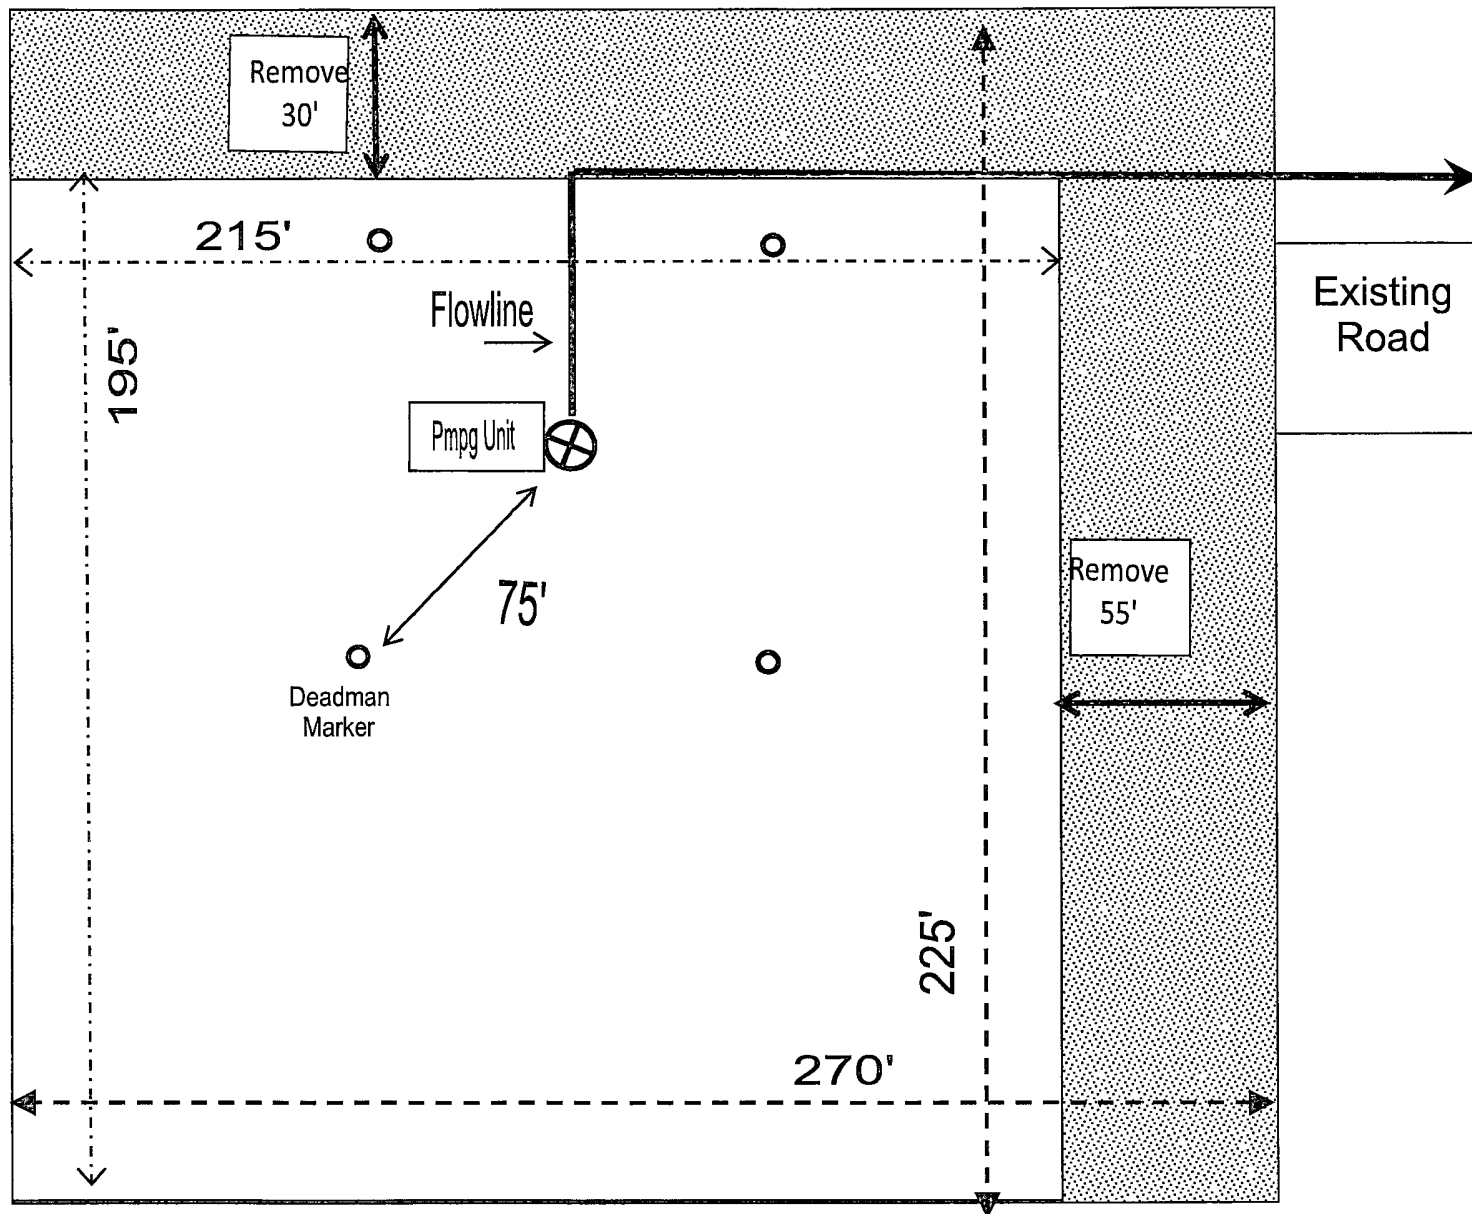 Remove
30'
215'
Flowline
195'
Existing
Road
Pmpg Unit
75'
Remove
55'
Deadman
Marker
225'
270'